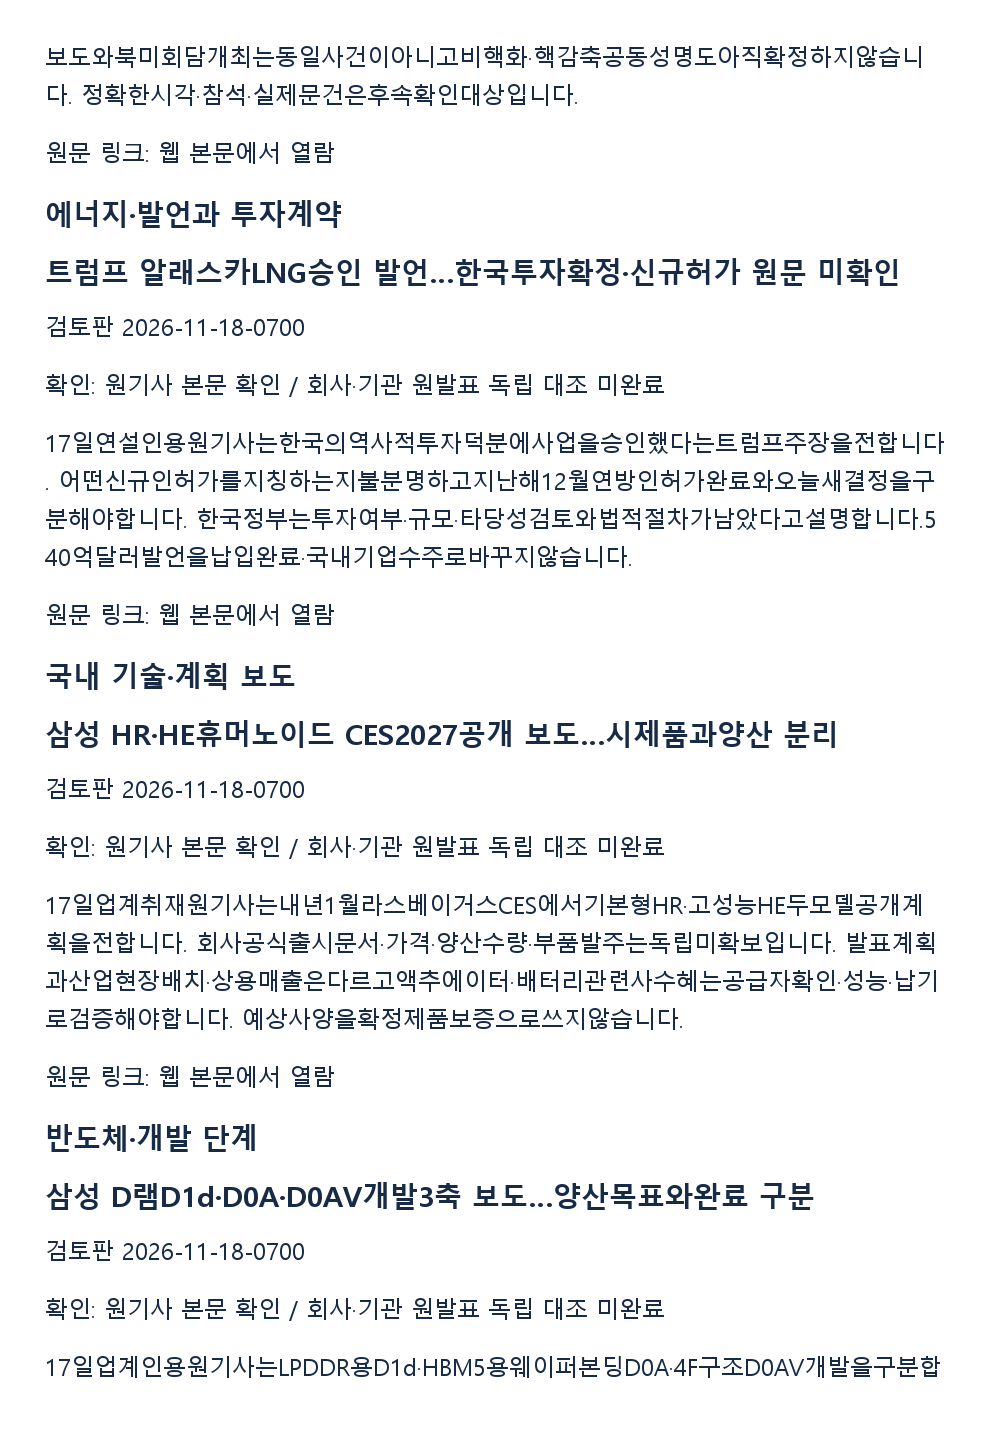 보도와북미회담개최는동일사건이아니고비핵화·핵감축공동성명도아직확정하지않습니
다. 정확한시각·참석·실제문건은후속확인대상입니다.
원문 링크: 웹 본문에서 열람
에너지·발언과 투자계약
트럼프 알래스카LNG승인 발언...한국투자확정·신규허가 원문 미확인
검토판 2026-11-18-0700
확인: 원기사 본문 확인 / 회사·기관 원발표 독립 대조 미완료
17일연설인용원기사는한국의역사적투자덕분에사업을승인했다는트럼프주장을전합니다
. 어떤신규인허가를지칭하는지불분명하고지난해12월연방인허가완료와오늘새결정을구
분해야합니다. 한국정부는투자여부·규모·타당성검토와법적절차가남았다고설명합니다.5
40억달러발언을납입완료·국내기업수주로바꾸지않습니다.
원문 링크: 웹 본문에서 열람
국내 기술·계획 보도
삼성 HR·HE휴머노이드 CES2027공개 보도...시제품과양산 분리
검토판 2026-11-18-0700
확인: 원기사 본문 확인 / 회사·기관 원발표 독립 대조 미완료
17일업계취재원기사는내년1월라스베이거스CES에서기본형HR·고성능HE두모델공개계
획을전합니다. 회사공식출시문서·가격·양산수량·부품발주는독립미확보입니다. 발표계획
과산업현장배치·상용매출은다르고액추에이터·배터리관련사수혜는공급자확인·성능·납기
로검증해야합니다. 예상사양을확정제품보증으로쓰지않습니다.
원문 링크: 웹 본문에서 열람
반도체·개발 단계
삼성 D램D1d·D0A·D0AV개발3축 보도...양산목표와완료 구분
검토판 2026-11-18-0700
확인: 원기사 본문 확인 / 회사·기관 원발표 독립 대조 미완료
17일업계인용원기사는LPDDR용D1d·HBM5용웨이퍼본딩D0A·4F구조D0AV개발을구분합